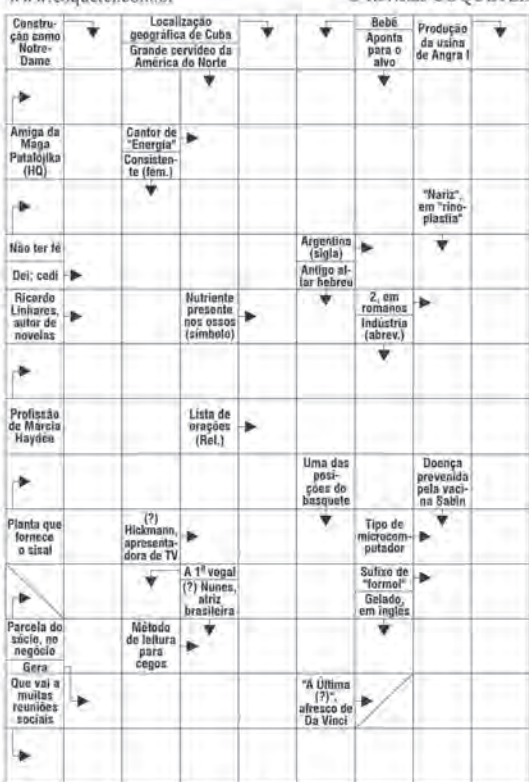 Constru-
ção como
Notre-
Dame
Localização
geográfica de Cuba
Grande cervídeo da
América do Norte
Bebê
Aponta
para o
alvo
Produção
da usina
de Angra I
Amiga da
Maga
Patalójika
(HQ)
Cantor de
"Energia"
Consisten-
te (fem.)
"Nariz",
em "rino-
plastia"
Não ter fé
Dei; cedi
Argentina
(sigla)
Antigo al-
tar hebreu
Ricardo
Linhares,
autor de
novelas
Nutriente
presente
nos ossos
(símbolo)
2, em
romanos
Indústria
(abrev.)
Profissão
de Márcia
Haydée
Lista de
orações
(Rel.)
Uma das
posi-
ções do
basquete
Doença
prevenida
pela vaci-
na Sabin
Planta que
fornece
o sisal
(?)
Hickmann,
apresenta-
dora de TV
Tipo de
microcom-
putador
A 1ª vogal
(?) Nunes,
atriz
brasileira
Sufixo de
"formol"
Gelado,
em inglês
Parcela do
sócio, no
negócio
Gera
Método
de leitura
para
cegos
Que vai a
muitas
reuniões
sociais
"A Última
(?)",
afresco de
Da Vinci